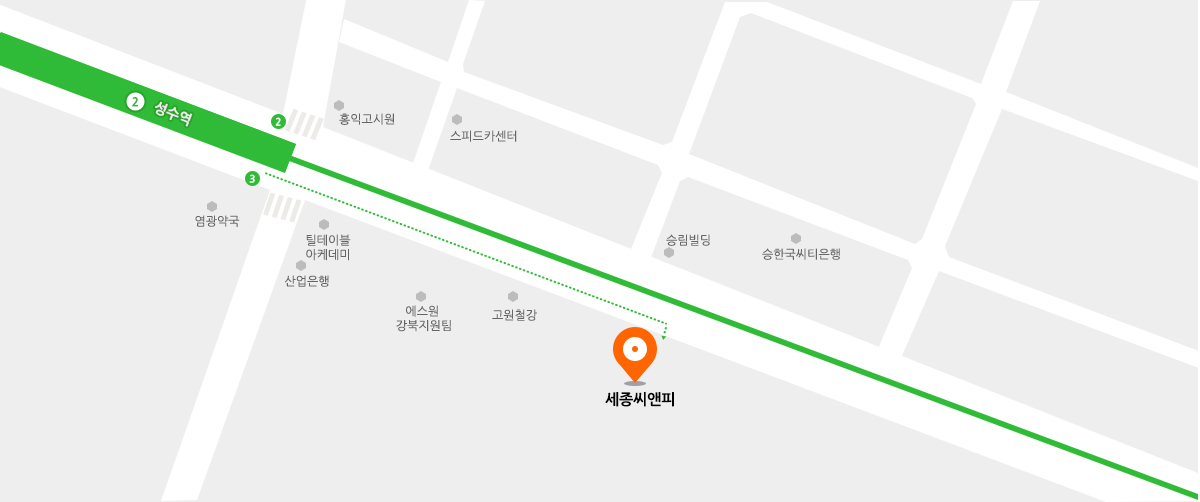 2 성수역
2
홍익고시원
스피드카센터
3
염광약국
틸테이블
아케데미
산업은행
승림빌딩
승한국씨티은행
에스원
강북지원팀
고원철강
세종씨앤피